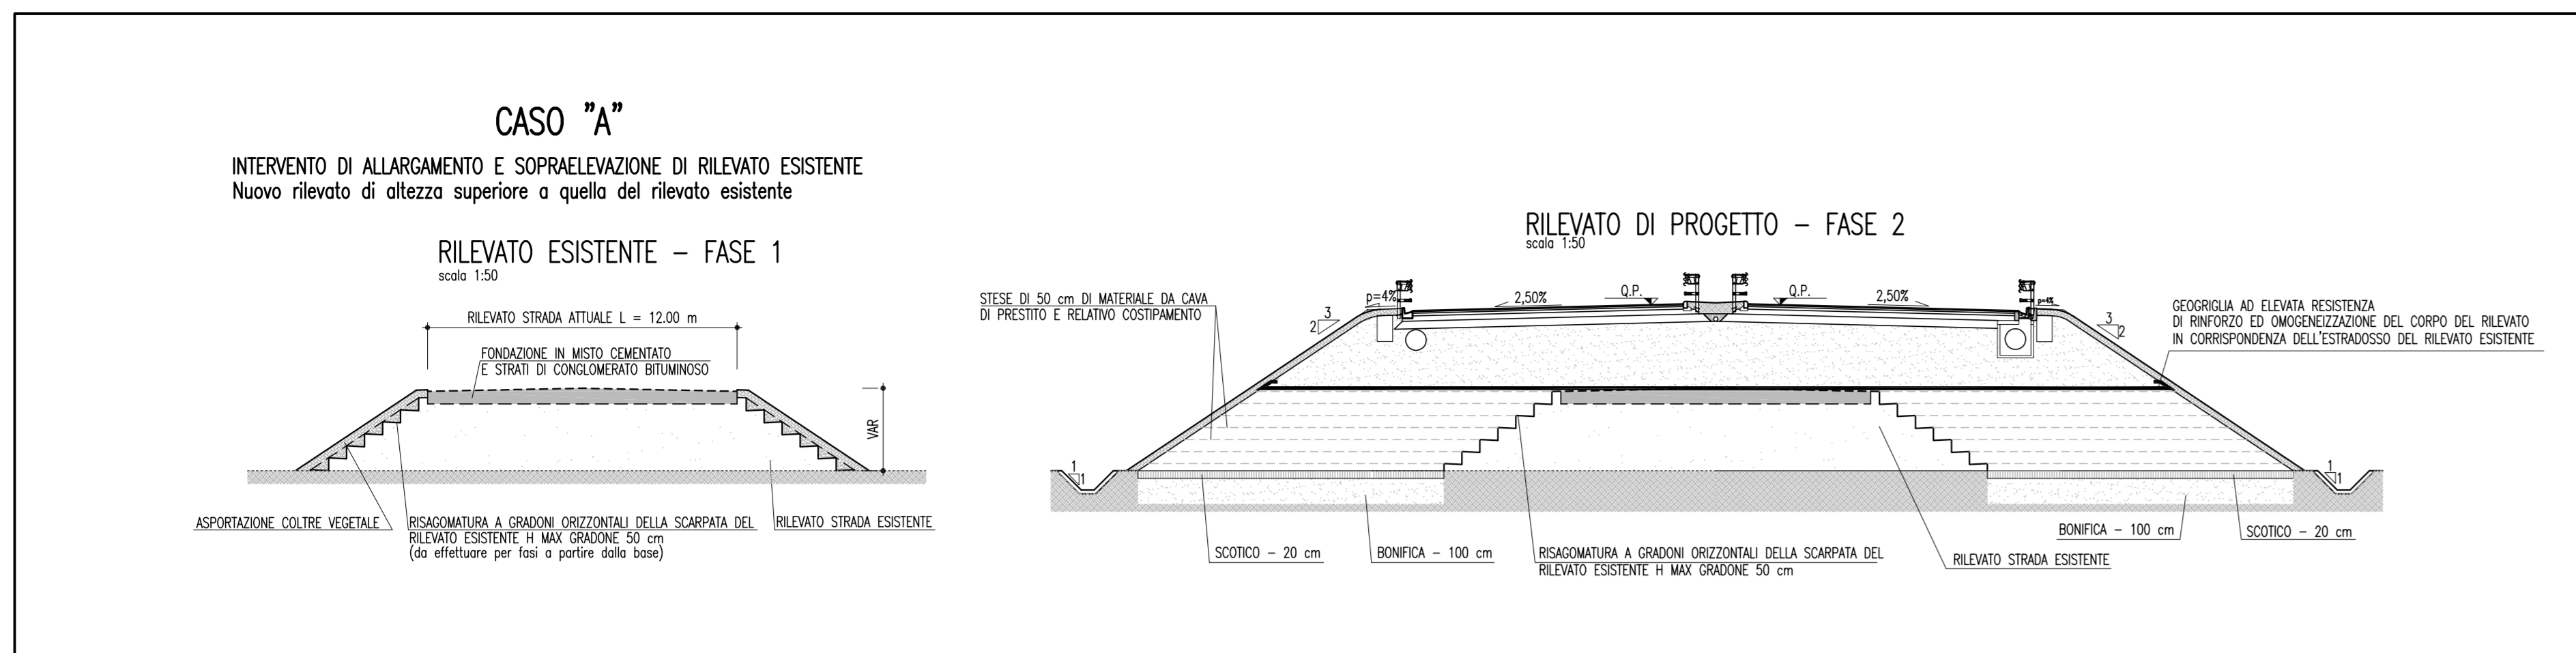 CASO "A"
INTERVENTO DI ALLARGAMENTO E SOPRAELEVAZIONE DI RILEVATO ESISTENTE
Nuovo rilevato di altezza superiore a quella del rilevato esistente
RILEVATO ESISTENTE – FASE 1
scala 1:50
RILEVATO STRADA ATTUALE L = 12.00 m
FONDAZIONE IN MISTO CEMENTATO
E STRATI DI CONGLOMERATO BITUMINOSO
VAR
ASPORTAZIONE COLTRE VEGETALE
RISAGOMATURA A GRADONI ORIZZONTALI DELLA SCARPATA DEL
RILEVATO ESISTENTE H MAX GRADONE 50 cm
(da effettuare per fasi a partire dalla base)
RILEVATO STRADA ESISTENTE
RILEVATO DI PROGETTO – FASE 2
scala 1:50
STESE DI 50 cm DI MATERIALE DA CAVA
DI PRESTITO E RELATIVO COSTIPAMENTO
3
2
p=4%
2,50%
Q.P.
Q.P.
2,50%
p=4%
3
2
GEOGRIGLIA AD ELEVATA RESISTENZA
DI RINFORZO ED OMOGENEIZZAZIONE DEL CORPO DEL RILEVATO
IN CORRISPONDENZA DELL'ESTRADOSSO DEL RILEVATO ESISTENTE
1
1
1
1
SCOTICO – 20 cm
BONIFICA – 100 cm
RISAGOMATURA A GRADONI ORIZZONTALI DELLA SCARPATA DEL
RILEVATO ESISTENTE H MAX GRADONE 50 cm
RILEVATO STRADA ESISTENTE
BONIFICA – 100 cm
SCOTICO – 20 cm